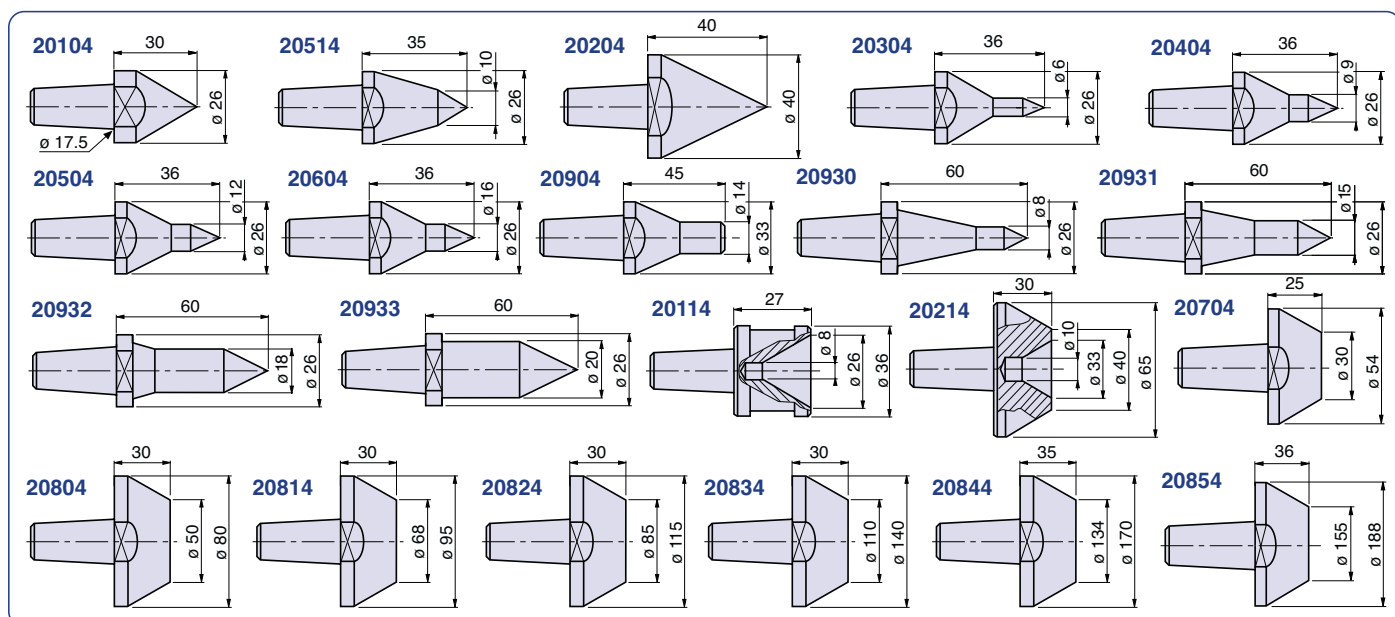 20104
30
ø 26
ø 17.5
20514
35
ø 10
ø 26
20204
40
ø 40
20304
36
ø 6
ø 26
20404
36
ø 9
ø 26
20504
36
ø 12
ø 26
20604
36
ø 16
ø 26
20904
45
ø 14
ø 33
20930
60
ø 8
ø 26
20931
60
ø 15
ø 26
20932
60
ø 18
ø 26
20933
60
ø 20
ø 26
20114
27
ø 8
ø 26
ø 36
20214
30
ø 10
ø 33
ø 40
ø 65
20704
25
ø 30
ø 54
20804
30
ø 50
ø 80
20814
30
ø 68
ø 95
20824
30
ø 85
ø 115
20834
30
ø 110
ø 140
20844
35
ø 134
ø 170
20854
36
ø 155
ø 188